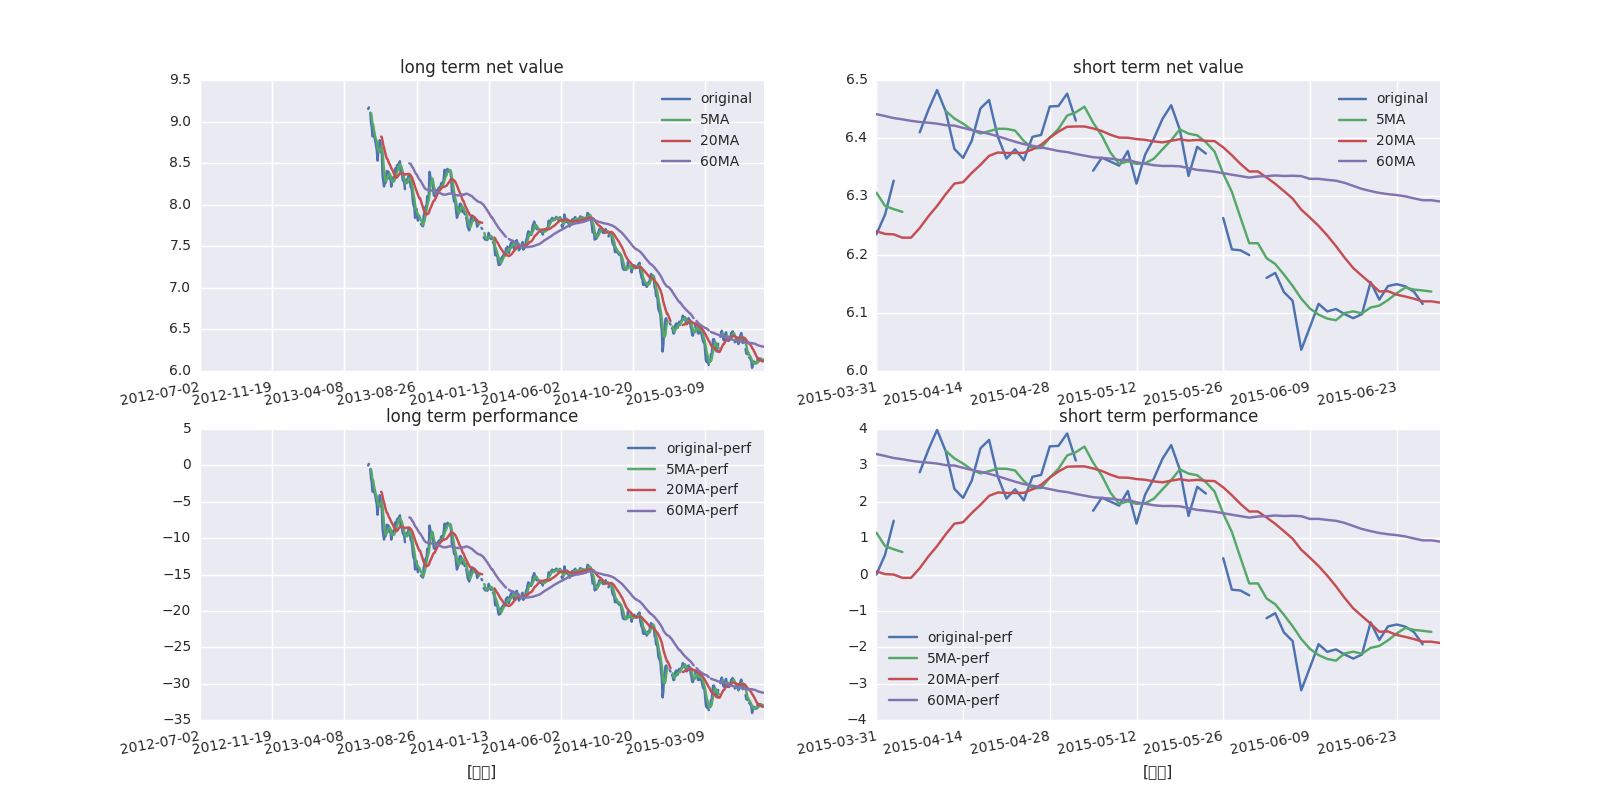 long term net value
9.5
9.0
8.5
8.0
7.5
7.0
6.5
6.0
original
5MA
20MA
60MA
2012-07-02 2012-11-19 2013-04-08 2013-08-26 2014-01-13 2014-06-02 2014-10-20 2015-03-09
short term net value
6.5
6.4
6.3
6.2
6.1
6.0
original
5MA
20MA
60MA
2015-03-31 2015-04-14 2015-04-28 2015-05-12 2015-05-26 2015-06-09 2015-06-23
long term performance
5
0
−5
−10
−15
−20
−25
−30
−35
original-perf
5MA-perf
20MA-perf
60MA-perf
2012-07-02 2012-11-19 2013-04-08 2013-08-26 2014-01-13 2014-06-02 2014-10-20 2015-03-09
short term performance
4
3
2
1
0
−1
−2
−3
−4
original-perf
5MA-perf
20MA-perf
60MA-perf
2015-03-31 2015-04-14 2015-04-28 2015-05-12 2015-05-26 2015-06-09 2015-06-23